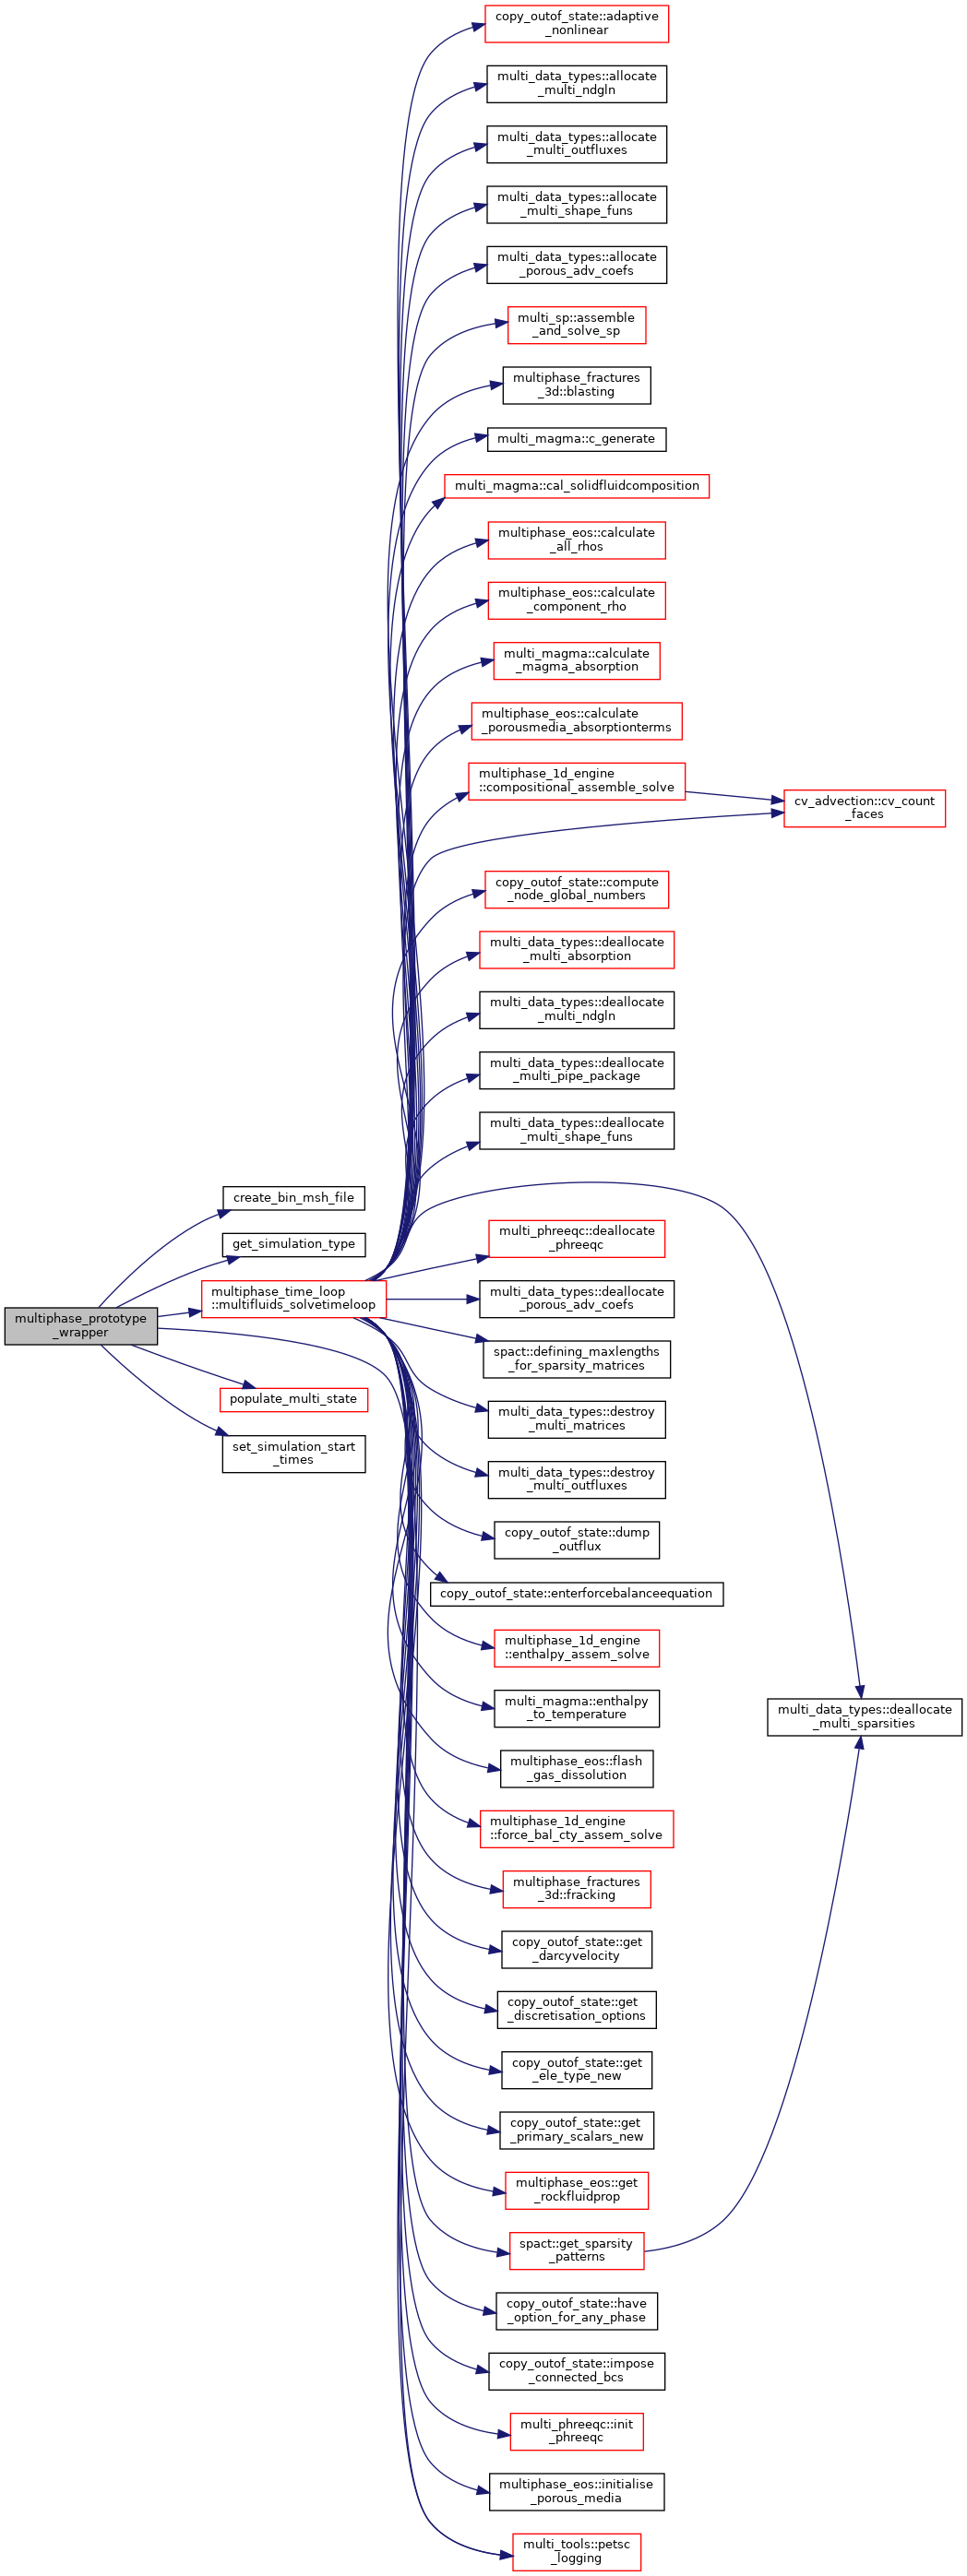 copy_outof_state::adaptive
_nonlinear
multi_data_types::allocate
_multi_ndgln
multi_data_types::allocate
_multi_outfluxes
multi_data_types::allocate
_multi_shape_funs
multi_data_types::allocate
_porous_adv_coefs
multi_sp::assemble
_and_solve_sp
multiphase_fractures
_3d::blasting
multi_magma::c_generate
multi_magma::cal_solidfluidcomposition
multiphase_eos::calculate
_all_rhos
multiphase_eos::calculate
_component_rho
multi_magma::calculate
_magma_absorption
multiphase_eos::calculate
_porousmedia_absorptionterms
multiphase_1d_engine
::compositional_assemble_solve
cv_advection::cv_count
_faces
copy_outof_state::compute
_node_global_numbers
multi_data_types::deallocate
_multi_absorption
multi_data_types::deallocate
_multi_ndgln
multi_data_types::deallocate
_multi_pipe_package
multi_data_types::deallocate
_multi_shape_funs
create_bin_msh_file
get_simulation_type
multiphase_time_loop
::multifluids_solvetimeloop
multiphase_prototype
_wrapper
populate_multi_state
set_simulation_start
_times
multi_phreeqc::deallocate
_phreeqc
multi_data_types::deallocate
_porous_adv_coefs
spact::defining_maxlengths
_for_sparsity_matrices
multi_data_types::destroy
_multi_matrices
multi_data_types::destroy
_multi_outfluxes
copy_outof_state::dump
_outflux
copy_outof_state::enterforcebalanceequation
multiphase_1d_engine
::enthalpy_assem_solve
multi_magma::enthalpy
_to_temperature
multi_data_types::deallocate
_multi_sparsities
multiphase_eos::flash
_gas_dissolution
multiphase_1d_engine
::force_bal_cty_assem_solve
multiphase_fractures
_3d::fracking
copy_outof_state::get
_darcyvelocity
copy_outof_state::get
_discretisation_options
copy_outof_state::get
_ele_type_new
copy_outof_state::get
_primary_scalars_new
multiphase_eos::get
_rockfluidprop
spact::get_sparsity
_patterns
copy_outof_state::have
_option_for_any_phase
copy_outof_state::impose
_connected_bcs
multi_phreeqc::init
_phreeqc
multiphase_eos::initialise
_porous_media
multi_tools::petsc
_logging